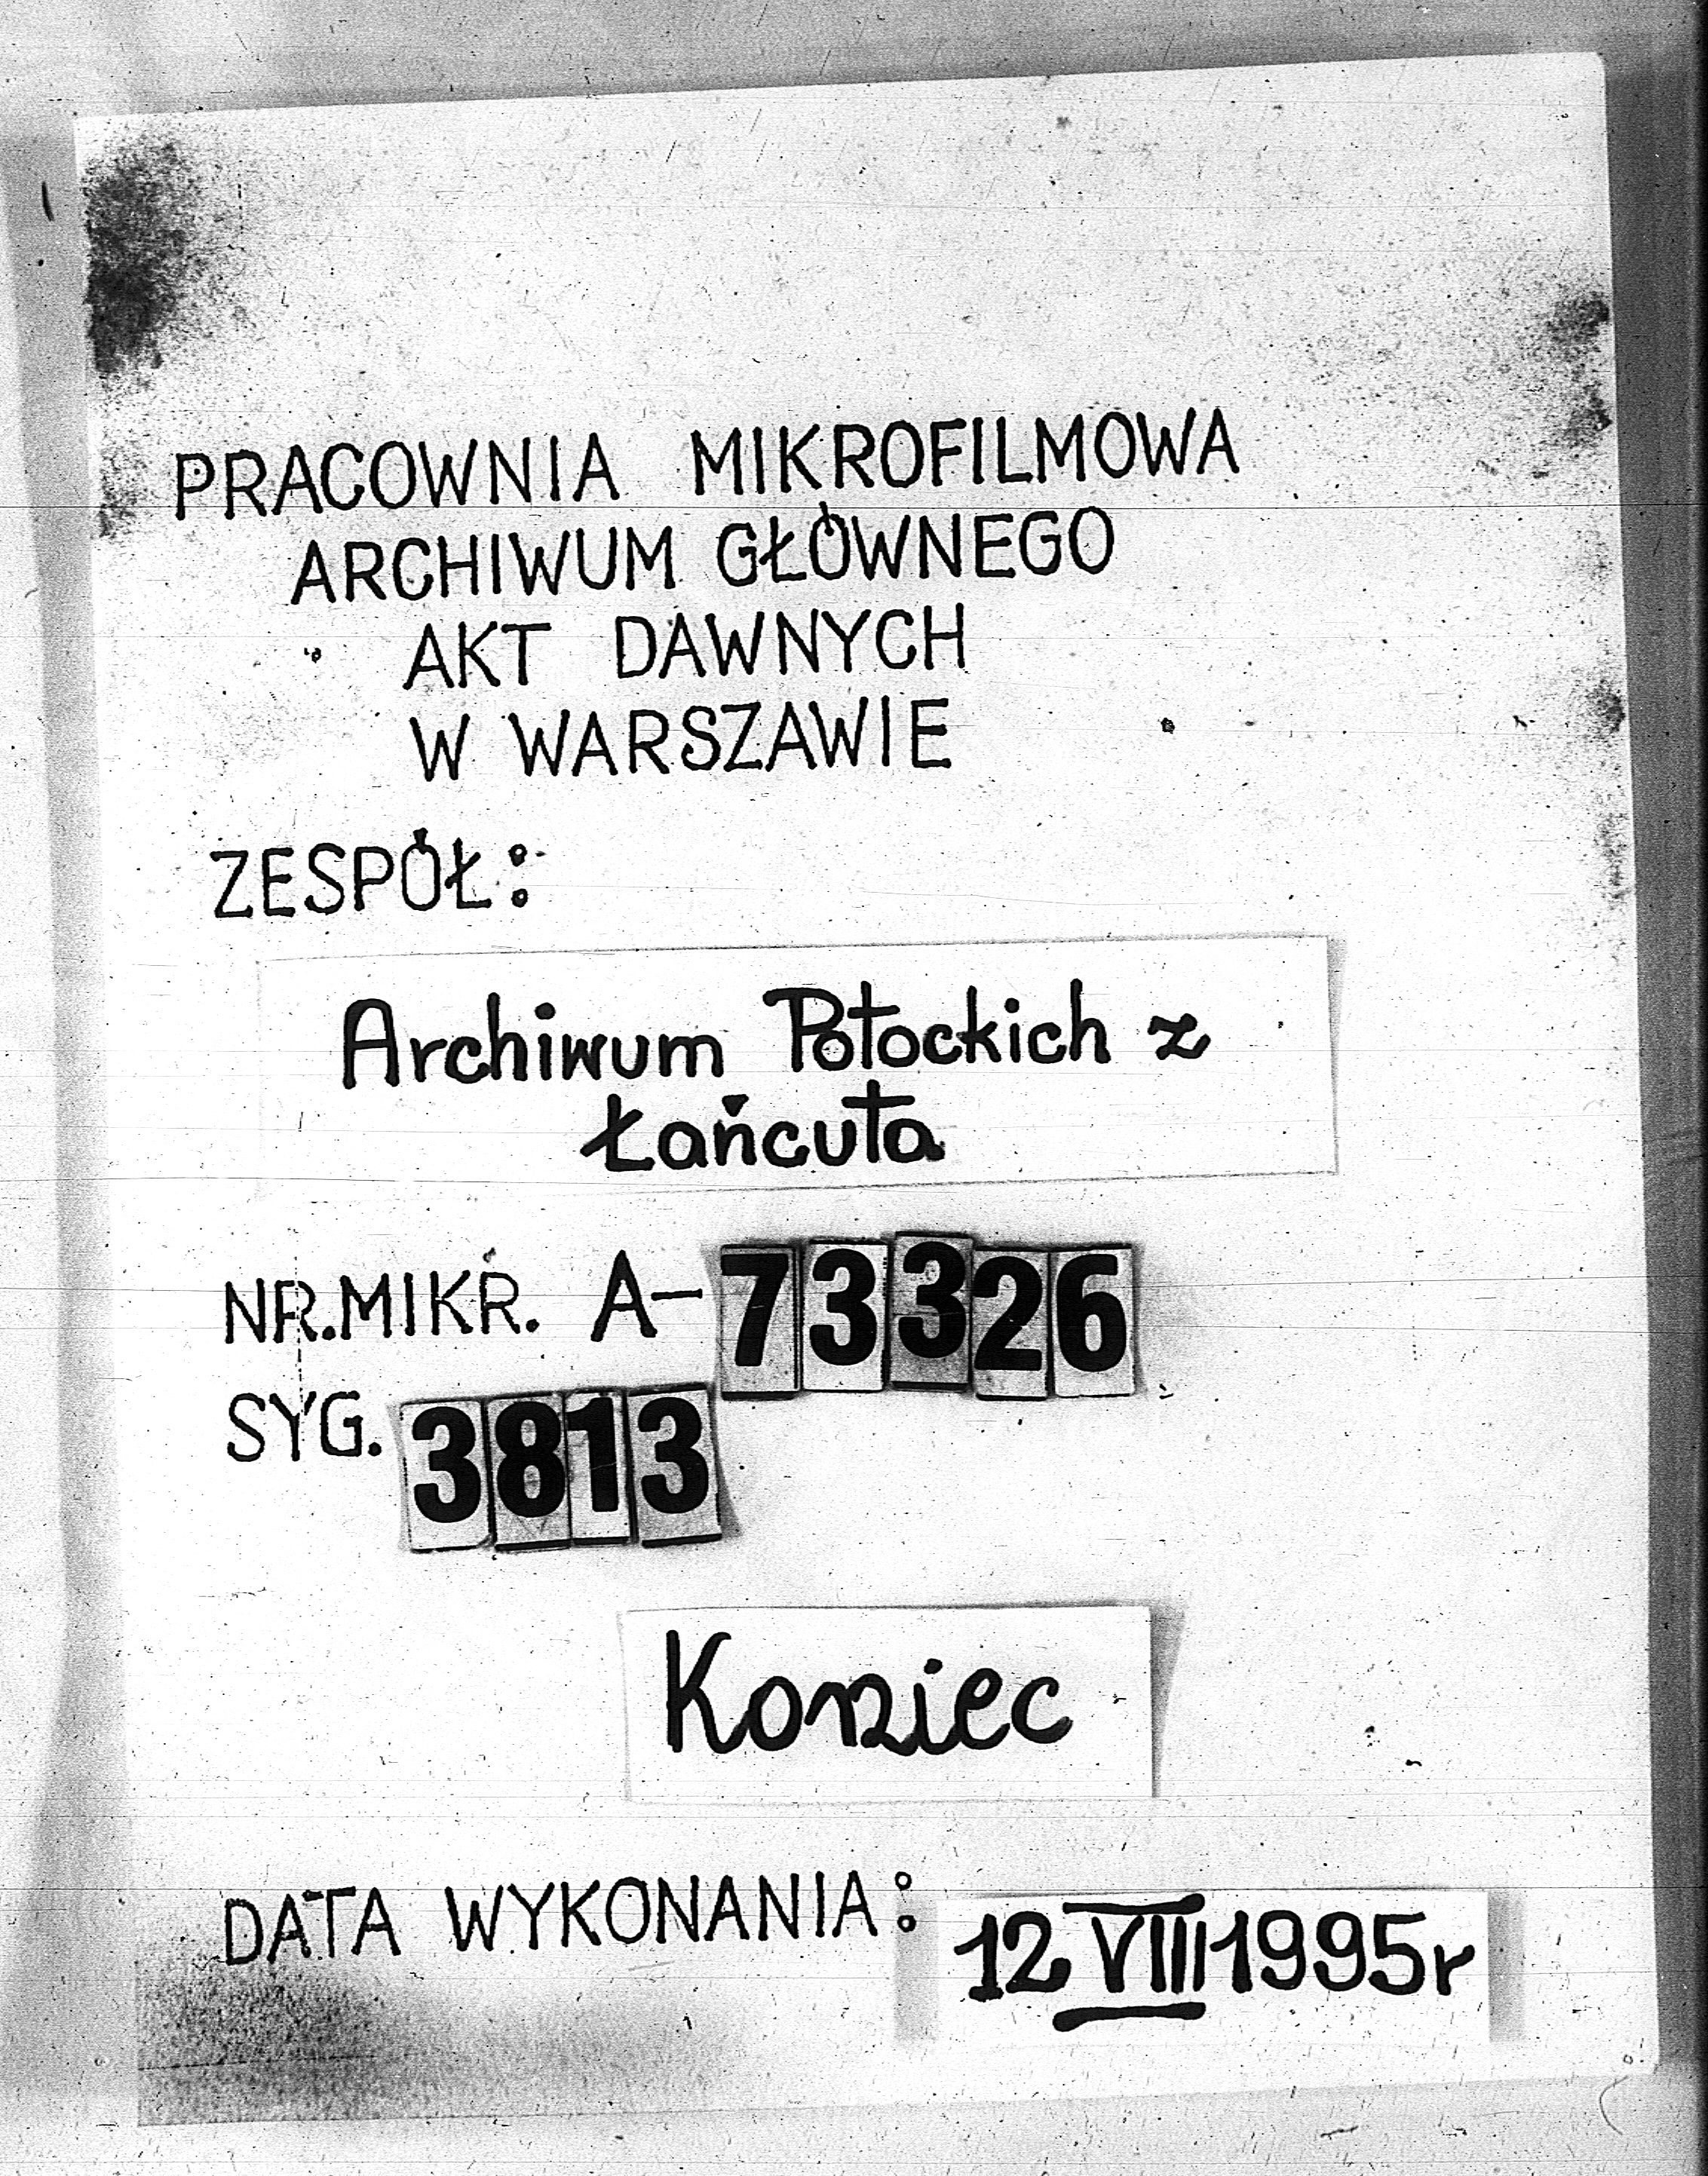 PRACOWNIA MIKROFILMOWA
ARCHIWUM GŁÓWNEGO
AKT DAWNYCH
W WARSZAWIE
ZESPÓŁ:
Archiwum Potockich z
Łańcuta
NR.MIKR. A-73326
SYG. 3813
Koniec
DATA WYKONANIA: 12 VIII 1995r